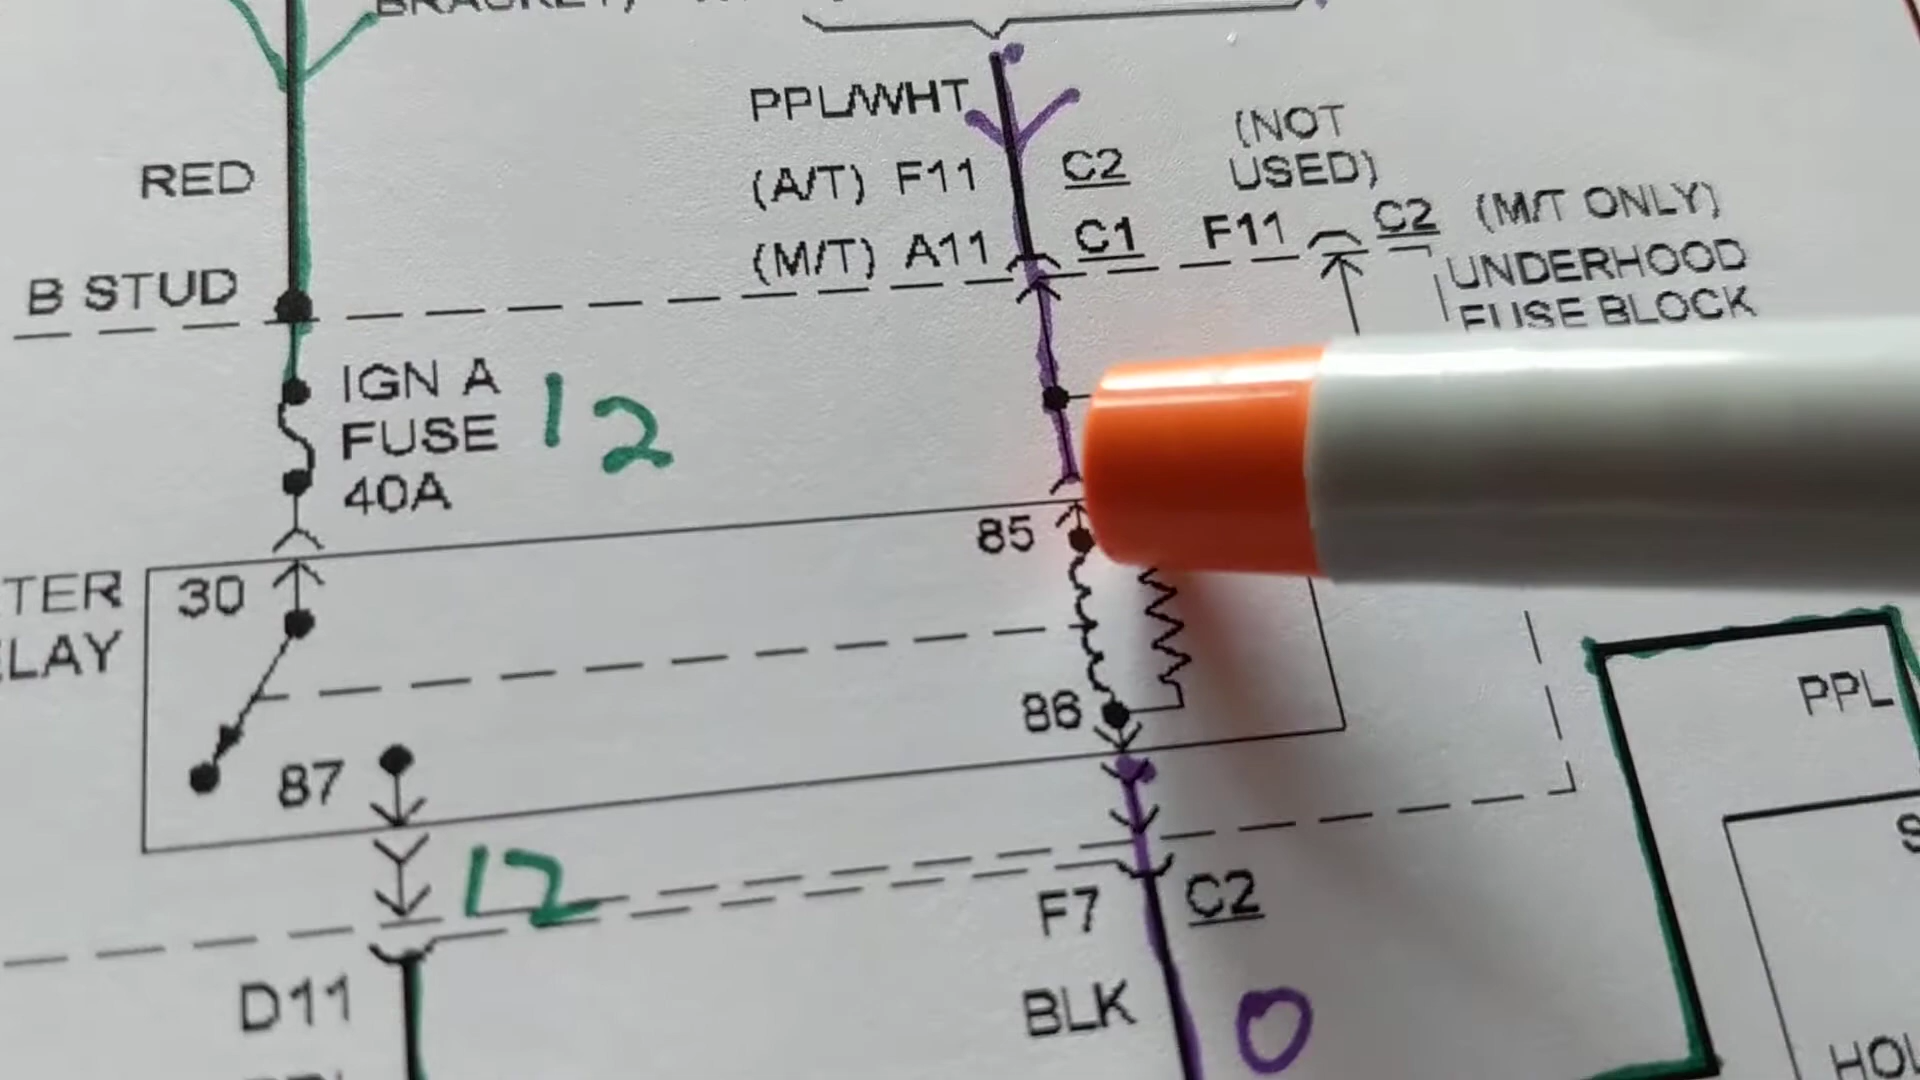 BRACKET)
PPL/WHT
(NOT
USED)
RED
(A/T) F11 C2
(M/T) A11 C1 F11 C2 (M/T ONLY)
B STUD
UNDERHOOD
FUSE BLOCK
IGN A
FUSE
40A
12
85
TER
LAY
30
86
87
PPL
12
F7 C2
D11
BLK
0
HOU